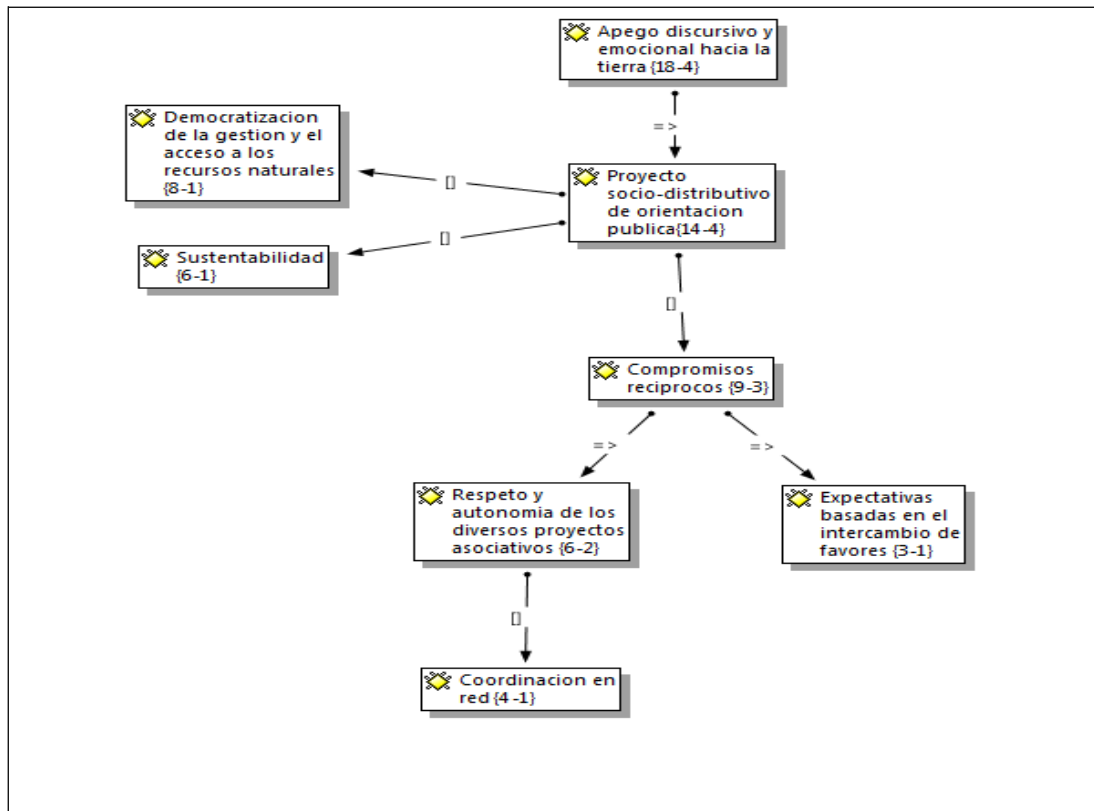 Apego discursivo y
emocional hacia la
tierra {18-4}
= >
Democratizacion
de la gestion y el
acceso a los
recursos naturales
{8-1}
[]
Proyecto
socio-distributivo
de orientacion
publica{14-4}
[]
Sustentabilidad
{6-1}
[]
Compromisos
reciprocos {9-3}
= >
= >
Respeto y
autonomia de los
diversos proyectos
asociativos {6-2}
Expectativas
basadas en el
intercambio de
favores {3-1}
[]
Coordinacion en
red {4-1}